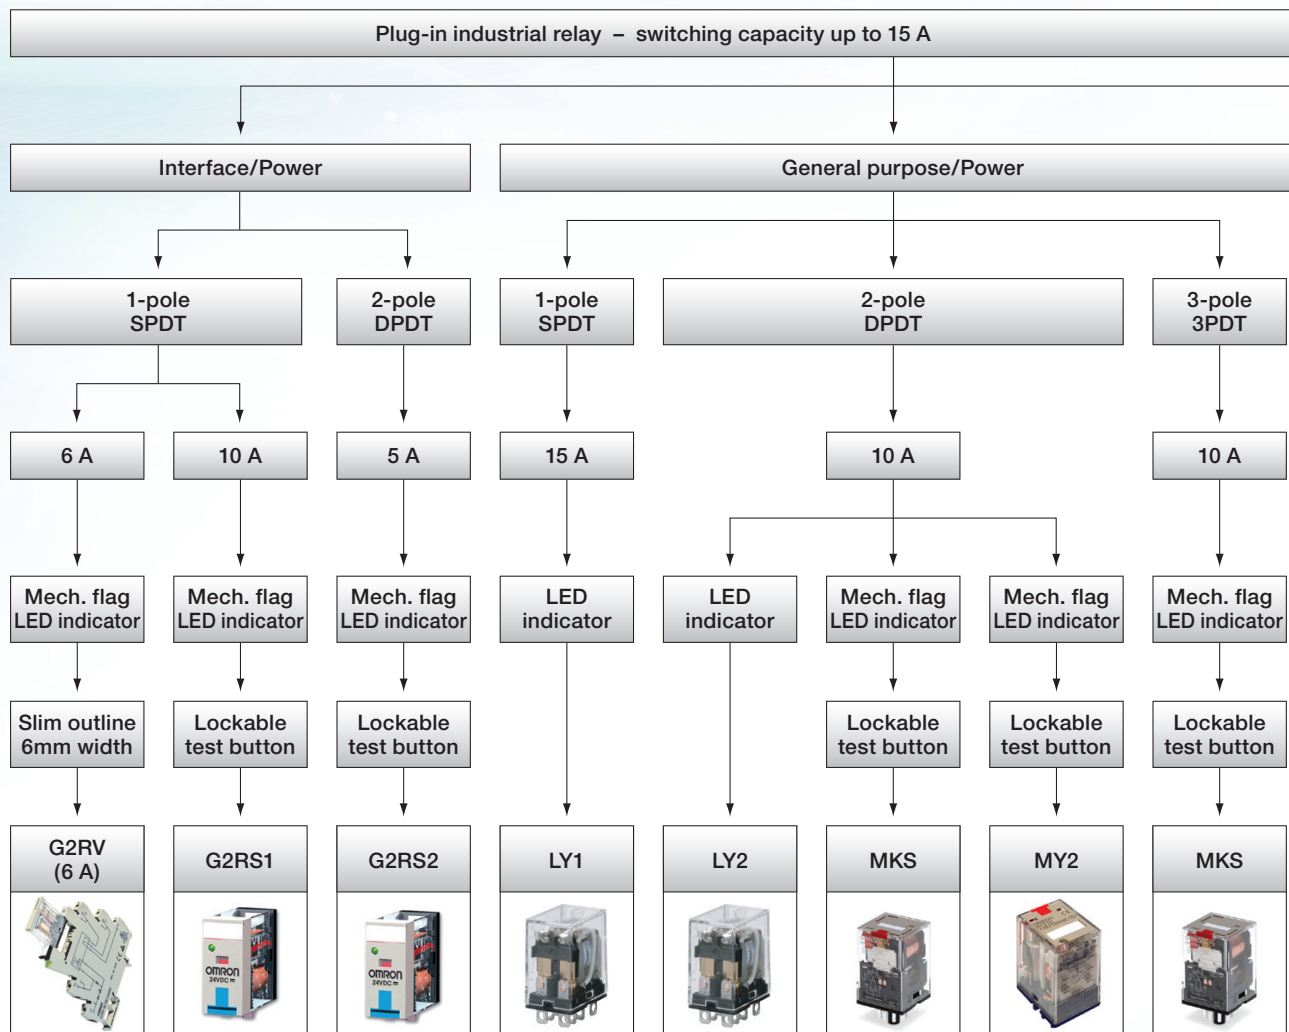 Plug-in industrial relay – switching capacity up to 15 A
Interface/Power
General purpose/Power
1-pole
SPDT
2-pole
DPDT
1-pole
SPDT
2-pole
DPDT
3-pole
3PDT
6 A
10 A
5 A
15 A
10 A
10 A
Mech. flag
LED indicator
Mech. flag
LED indicator
Mech. flag
LED indicator
LED
indicator
LED
indicator
Mech. flag
LED indicator
Mech. flag
LED indicator
Mech. flag
LED indicator
Slim outline
6mm width
Lockable
test button
Lockable
test button
Lockable
test button
Lockable
test button
Lockable
test button
G2RV
(6 A)
G2RS1
G2RS2
LY1
LY2
MKS
MY2
MKS
OMRON
24VDC
OMRON
24VDC